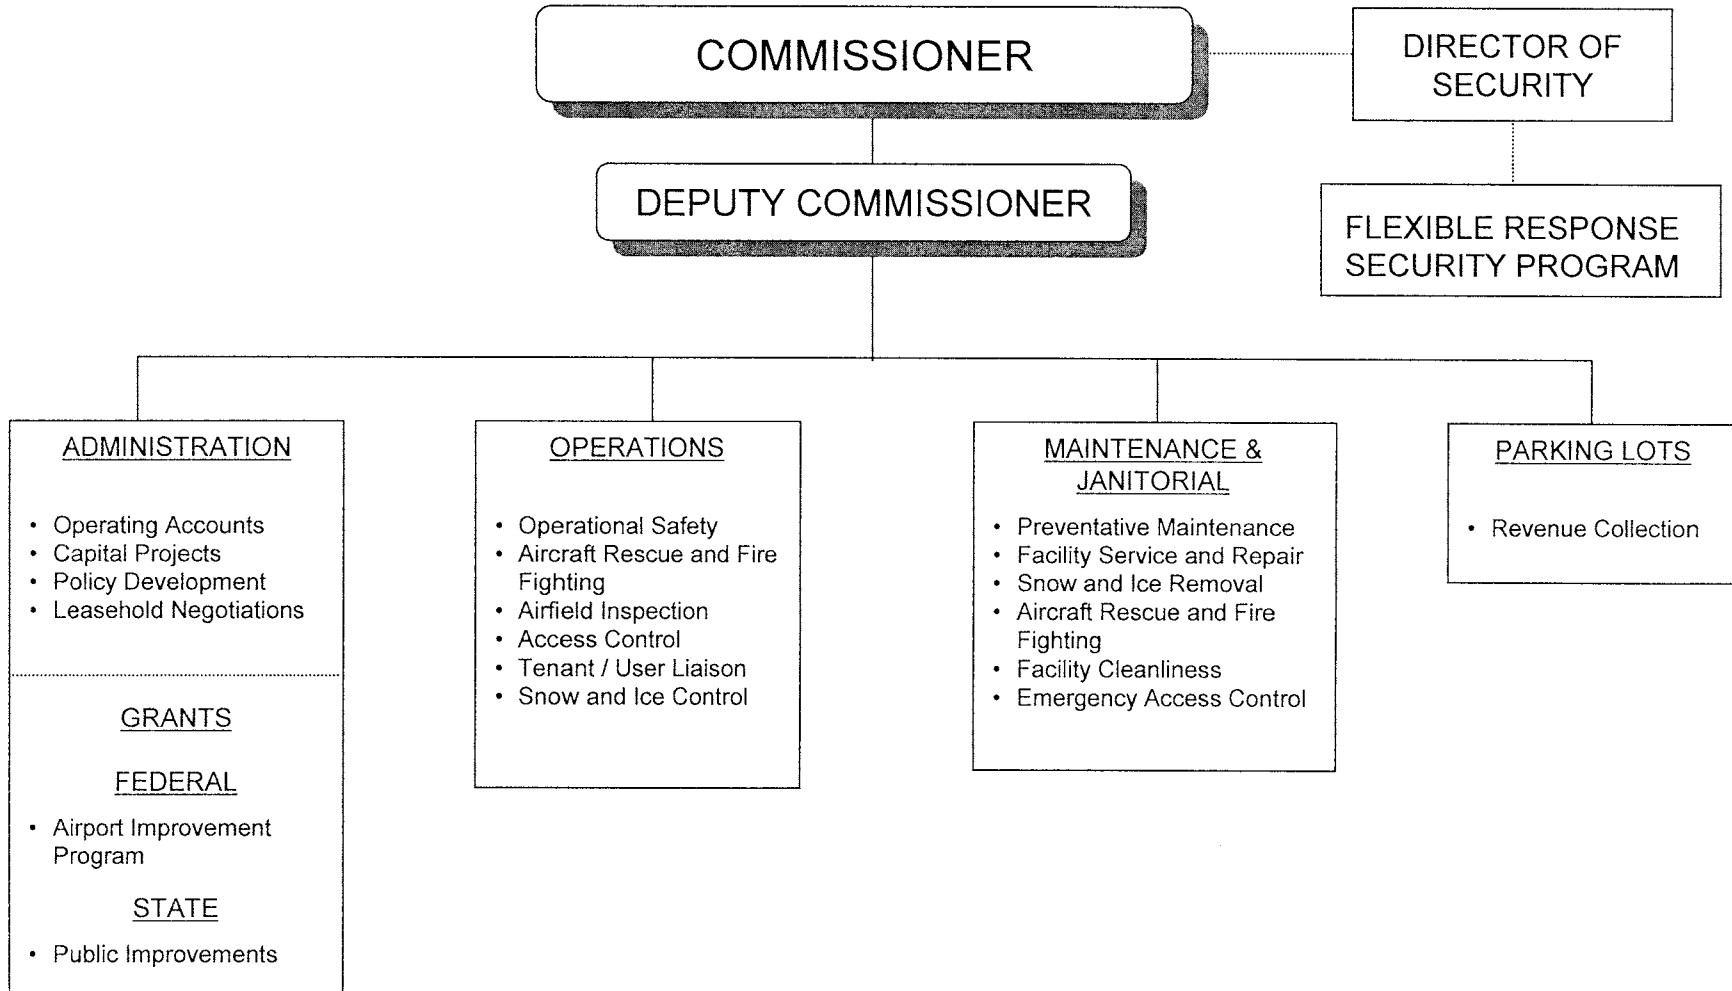 COMMISSIONER
DIRECTOR OF
SECURITY
DEPUTY COMMISSIONER
FLEXIBLE RESPONSE
SECURITY PROGRAM
ADMINISTRATION
• Operating Accounts
• Capital Projects
• Policy Development
• Leasehold Negotiations
GRANTS
FEDERAL
• Airport Improvement
Program
STATE
• Public Improvements
OPERATIONS
• Operational Safety
• Aircraft Rescue and Fire
Fighting
• Airfield Inspection
• Access Control
• Tenant / User Liaison
• Snow and Ice Control
MAINTENANCE &
JANITORIAL
• Preventative Maintenance
• Facility Service and Repair
• Snow and Ice Removal
• Aircraft Rescue and Fire
Fighting
• Facility Cleanliness
• Emergency Access Control
PARKING LOTS
• Revenue Collection